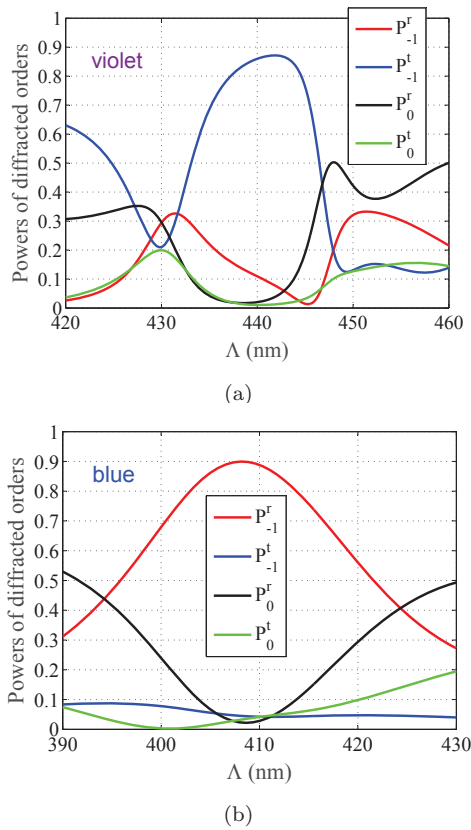 1
0.9
0.8
0.7
0.6
0.5
0.4
0.3
0.2
0.1
0
Powers of diffracted orders
violet
P^r_-1
P^t_-1
P^r_0
P^t_0
420 430 440 450 460
Λ (nm)
(a)
1
0.9
0.8
0.7
0.6
0.5
0.4
0.3
0.2
0.1
0
Powers of diffracted orders
blue
P^r_-1
P^t_-1
P^r_0
P^t_0
390 400 410 420 430
Λ (nm)
(b)